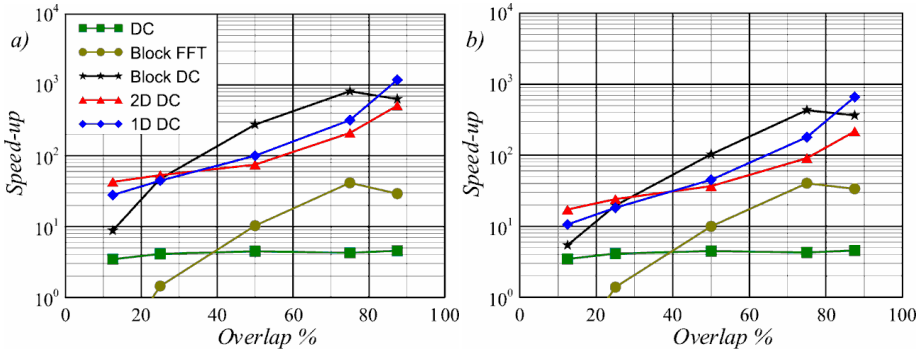 a)
10^4
10^3
10^2
10^1
10^0
Speed-up
DC
Block FFT
Block DC
2D DC
1D DC
0
20
40
60
80
100
Overlap %
b)
10^4
10^3
10^2
10^1
10^0
Speed-up
0
20
40
60
80
100
Overlap %